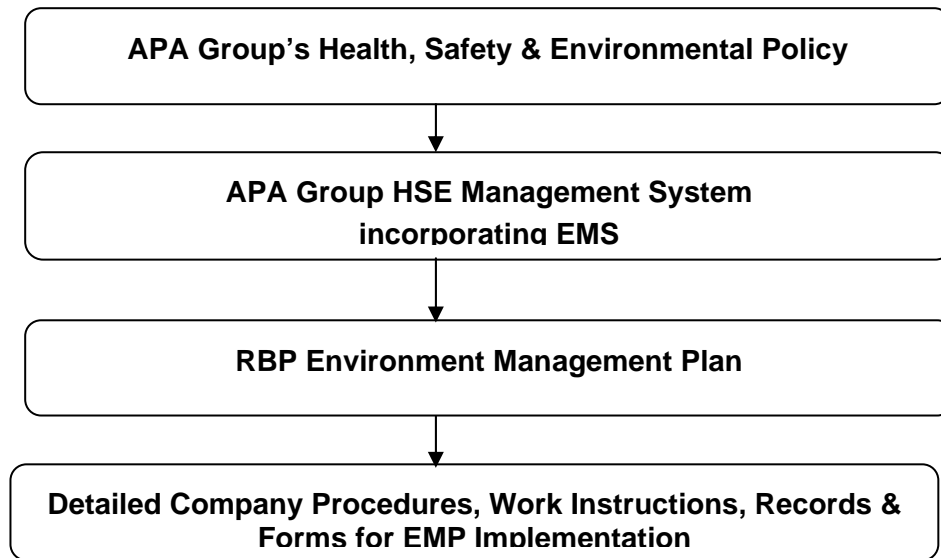 APA Group’s Health, Safety & Environmental Policy
APA Group HSE Management System
incorporating EMS
RBP Environment Management Plan
Detailed Company Procedures, Work Instructions, Records &
Forms for EMP Implementation